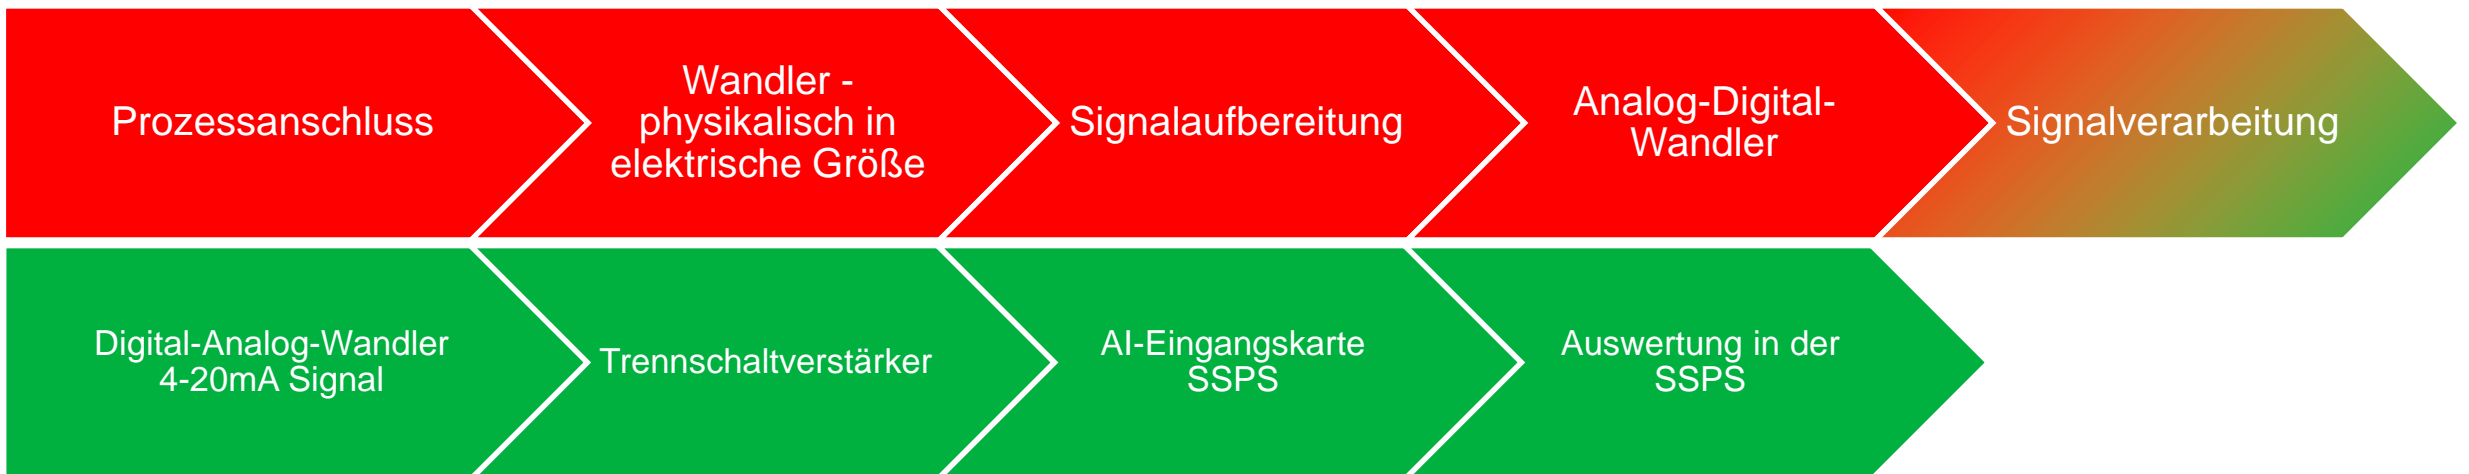 Prozessanschluss
Wandler -
physikalisch in
elektrische Größe
Signalaufbereitung
Analog-Digital-
Wandler
Signalverarbeitung
Digital-Analog-Wandler
4-20mA Signal
Trennschaltverstärker
AI-Eingangskarte
SSPS
Auswertung in der
SSPS